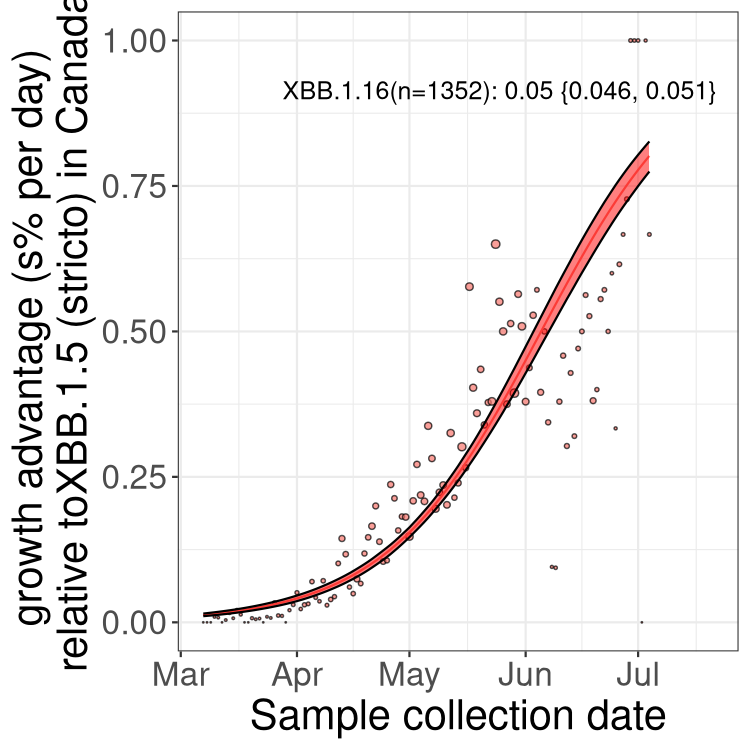 growth advantage (s% per day)
relative toXBB.1.5 (stricto) in Canada
1.00
0.75
0.50
0.25
0.00
XBB.1.16(n=1352): 0.05 {0.046, 0.051}
Mar Apr May Jun Jul
Sample collection date